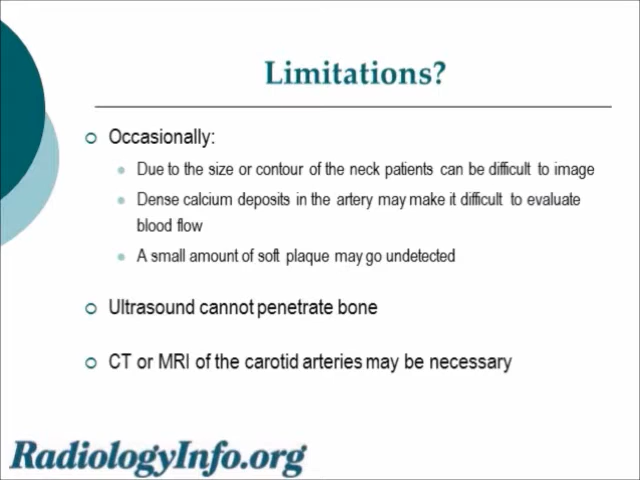 Limitations?
Occasionally:
Due to the size or contour of the neck patients can be difficult to image
Dense calcium deposits in the artery may make it difficult to evaluate
blood flow
A small amount of soft plaque may go undetected
Ultrasound cannot penetrate bone
CT or MRI of the carotid arteries may be necessary
RadiologyInfo.org